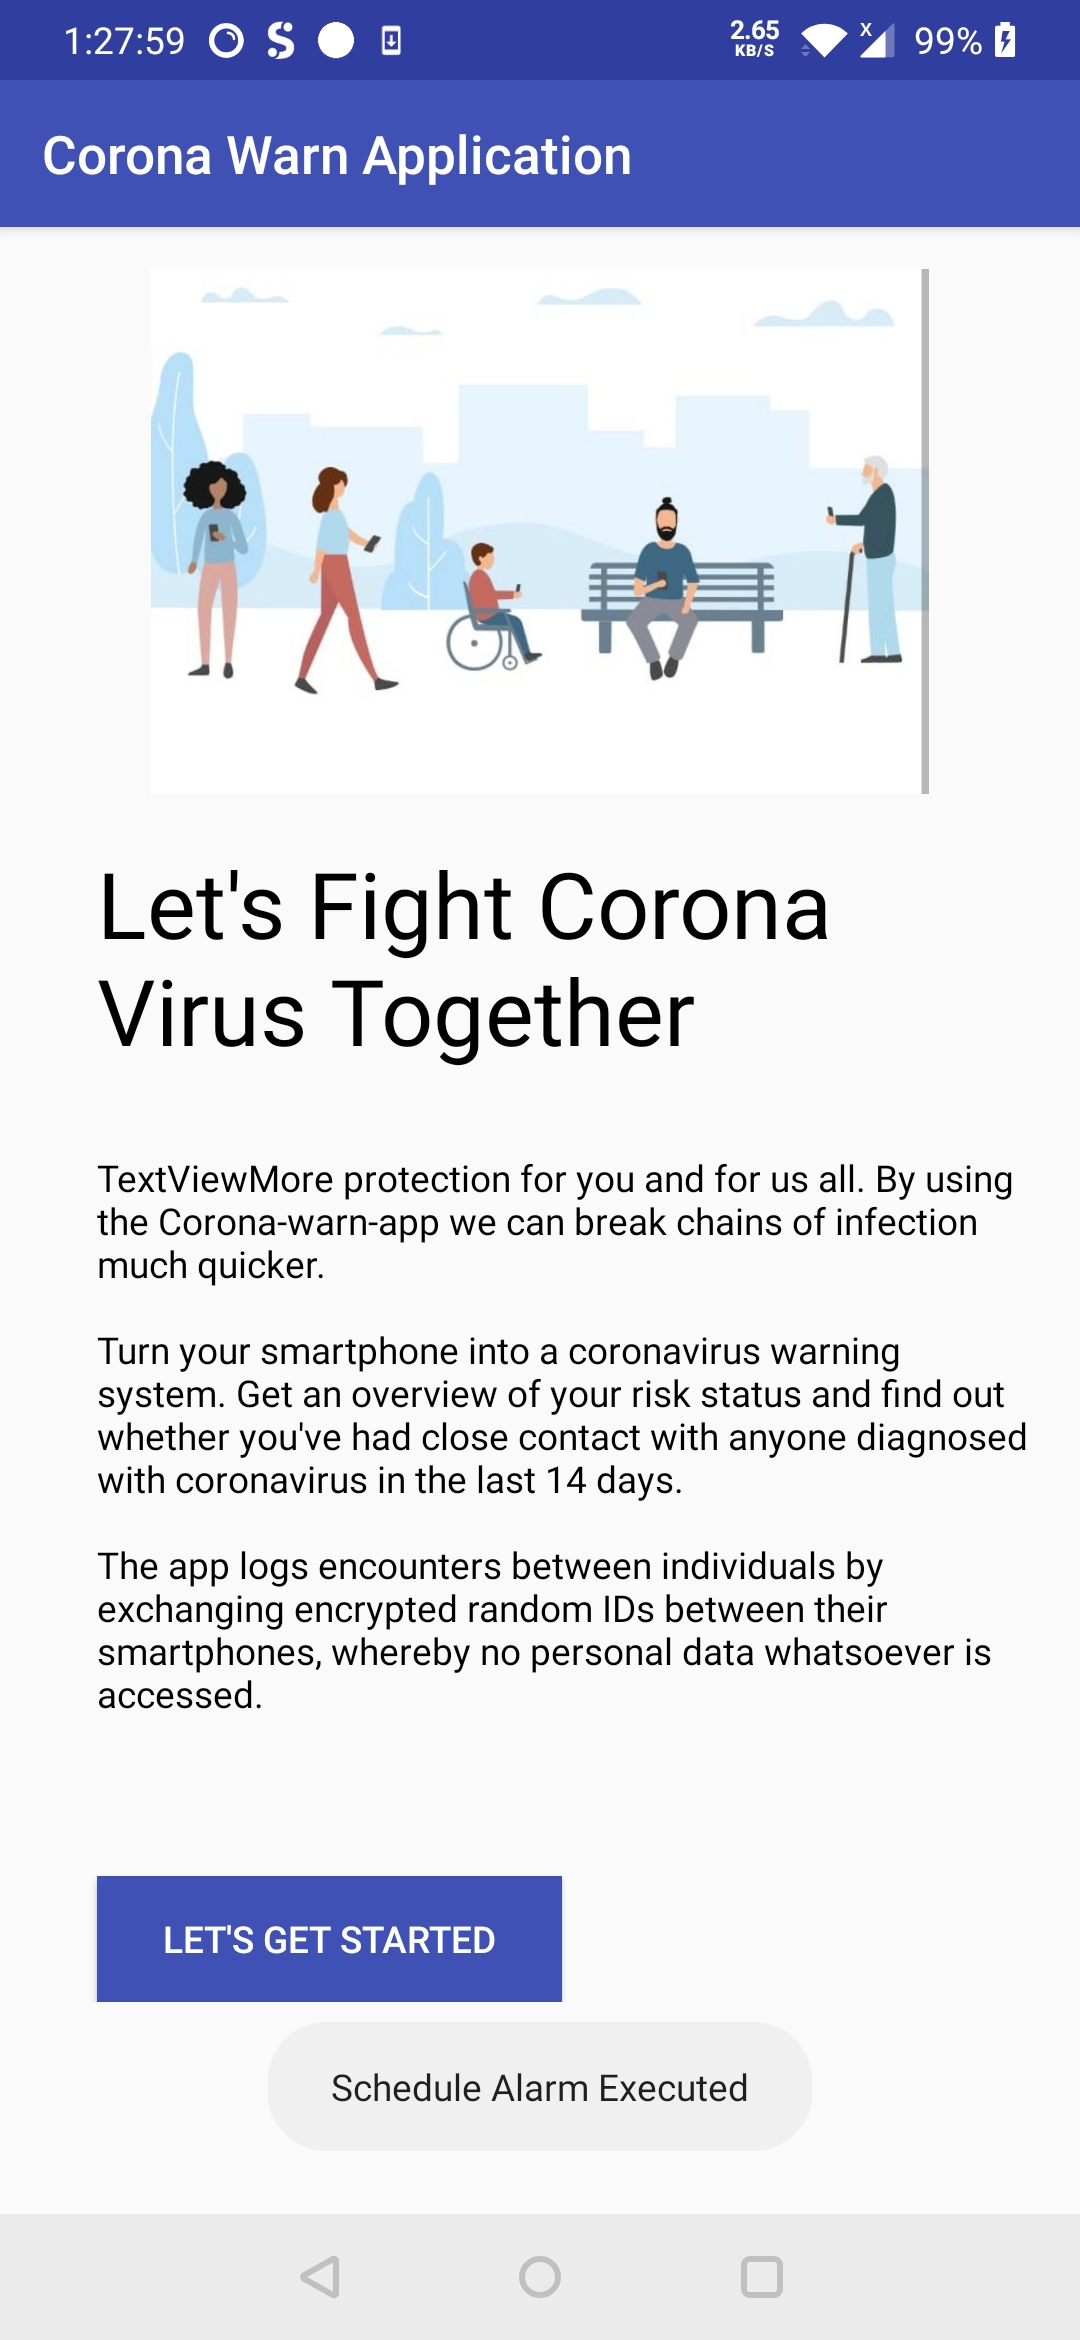 1:27:59
2.65
KB/S
X
99%
Corona Warn Application
Let's Fight Corona
Virus Together
TextViewMore protection for you and for us all. By using
the Corona-warn-app we can break chains of infection
much quicker.
Turn your smartphone into a coronavirus warning
system. Get an overview of your risk status and find out
whether you've had close contact with anyone diagnosed
with coronavirus in the last 14 days.
The app logs encounters between individuals by
exchanging encrypted random IDs between their
smartphones, whereby no personal data whatsoever is
accessed.
LET'S GET STARTED
Schedule Alarm Executed